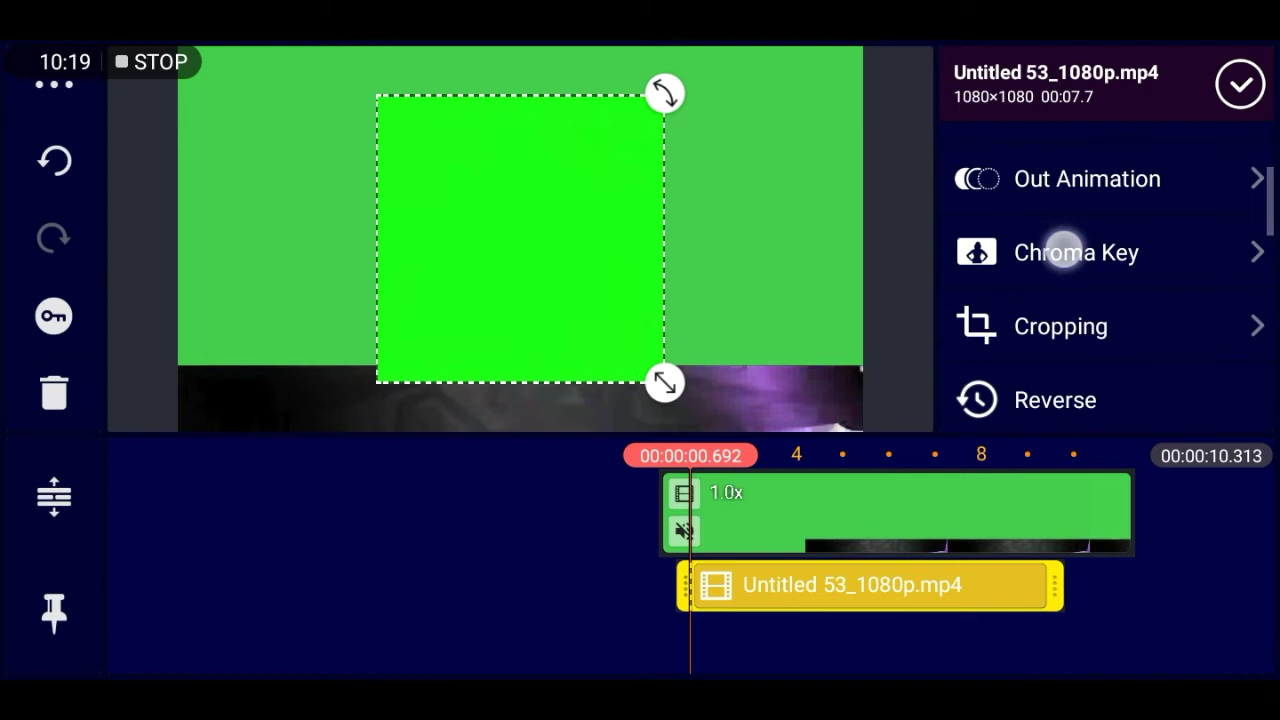 10:19 STOP
Untitled 53_1080p.mp4
1080×1080 00:07.7
Out Animation
Chroma Key
Cropping
Reverse
00:00:00.692 4 8 00:00:10.313
1.0x
Untitled 53_1080p.mp4